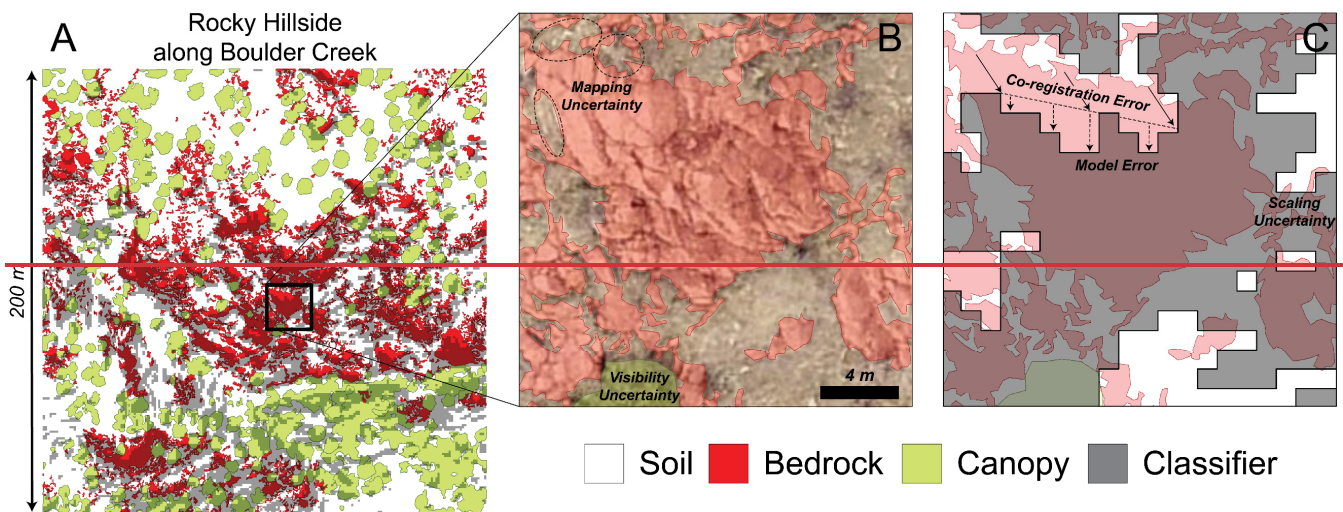 A
Rocky Hillside
along Boulder Creek
200 m
B
Mapping
Uncertainty
Visibility
Uncertainty
4 m
C
Co-registration Error
Model Error
Scaling
Uncertainty
Soil
Bedrock
Canopy
Classifier